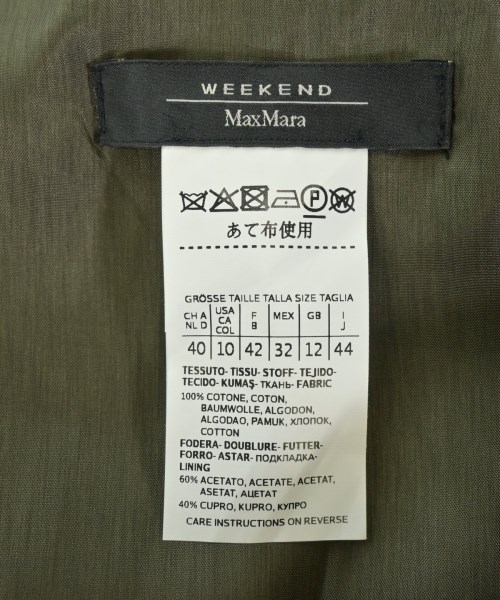 WEEKEND
MaxMara
P W
あて布使用
GRÖSSE TAILLE TALLA SIZE TAGLIA
CH A NL D USA CA COL F B MEX GB I J
40 10 42 32 12 44
TESSUTO- TISSU- STOFF- TEJIDO-
TECIDO- KUMAŞ- ТКАНЬ- FABRIC
100% COTONE, COTON,
BAUMWOLLE, ALGODON,
ALGODAO, PAMUK, ХЛОПОК,
COTTON
FODERA- DOUBLURE- FUTTER-
FORRO- ASTAR- ПОДКЛАДКА-
LINING
60% ACETATO, ACETATE, ACETAT,
ASETAT, АЦЕТАТ
40% CUPRO, KUPRO, КУПРО
CARE INSTRUCTIONS ON REVERSE